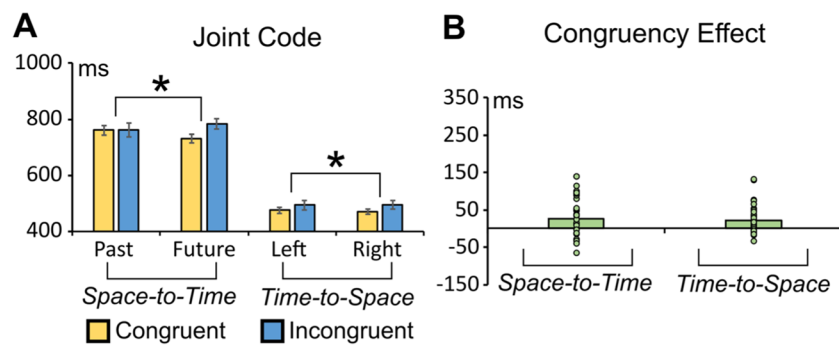 A
Joint Code
1000
ms
800
600
400
*
*
Past Future Left Right
Space-to-Time Time-to-Space
Congruent Incongruent
B
Congruency Effect
350
ms
250
150
50
-50
-150
Space-to-Time Time-to-Space